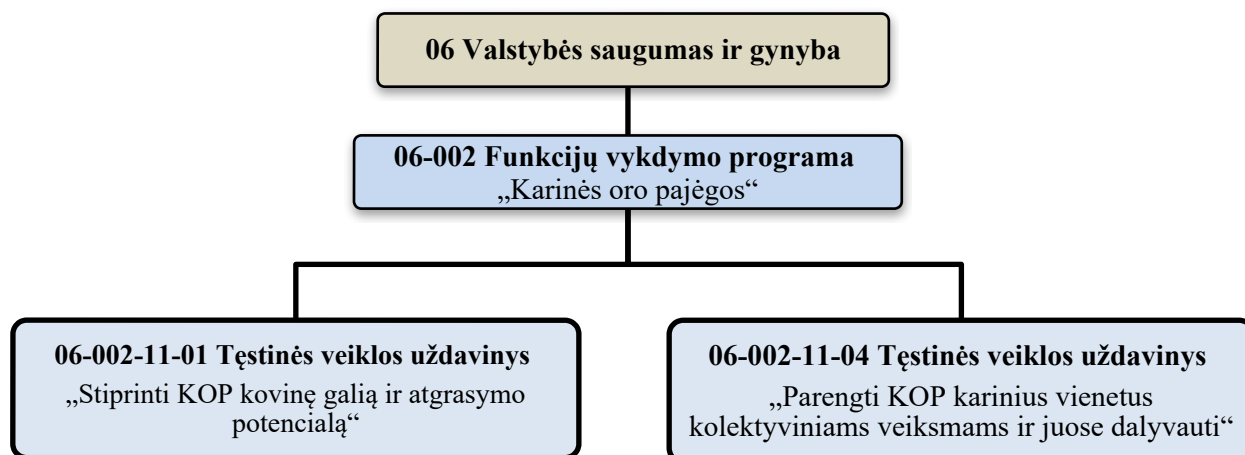 06 Valstybės saugumas ir gynyba
06-002 Funkcijų vykdymo programa
„Karinės oro pajėgos“
06-002-11-01 Tęstinės veiklos uždavinys
„Stiprinti KOP kovinę galią ir atgrasymo
potencialą“
06-002-11-04 Tęstinės veiklos uždavinys
„Parengti KOP karinius vienetus
kolektyviniams veiksmams ir juose dalyvauti“